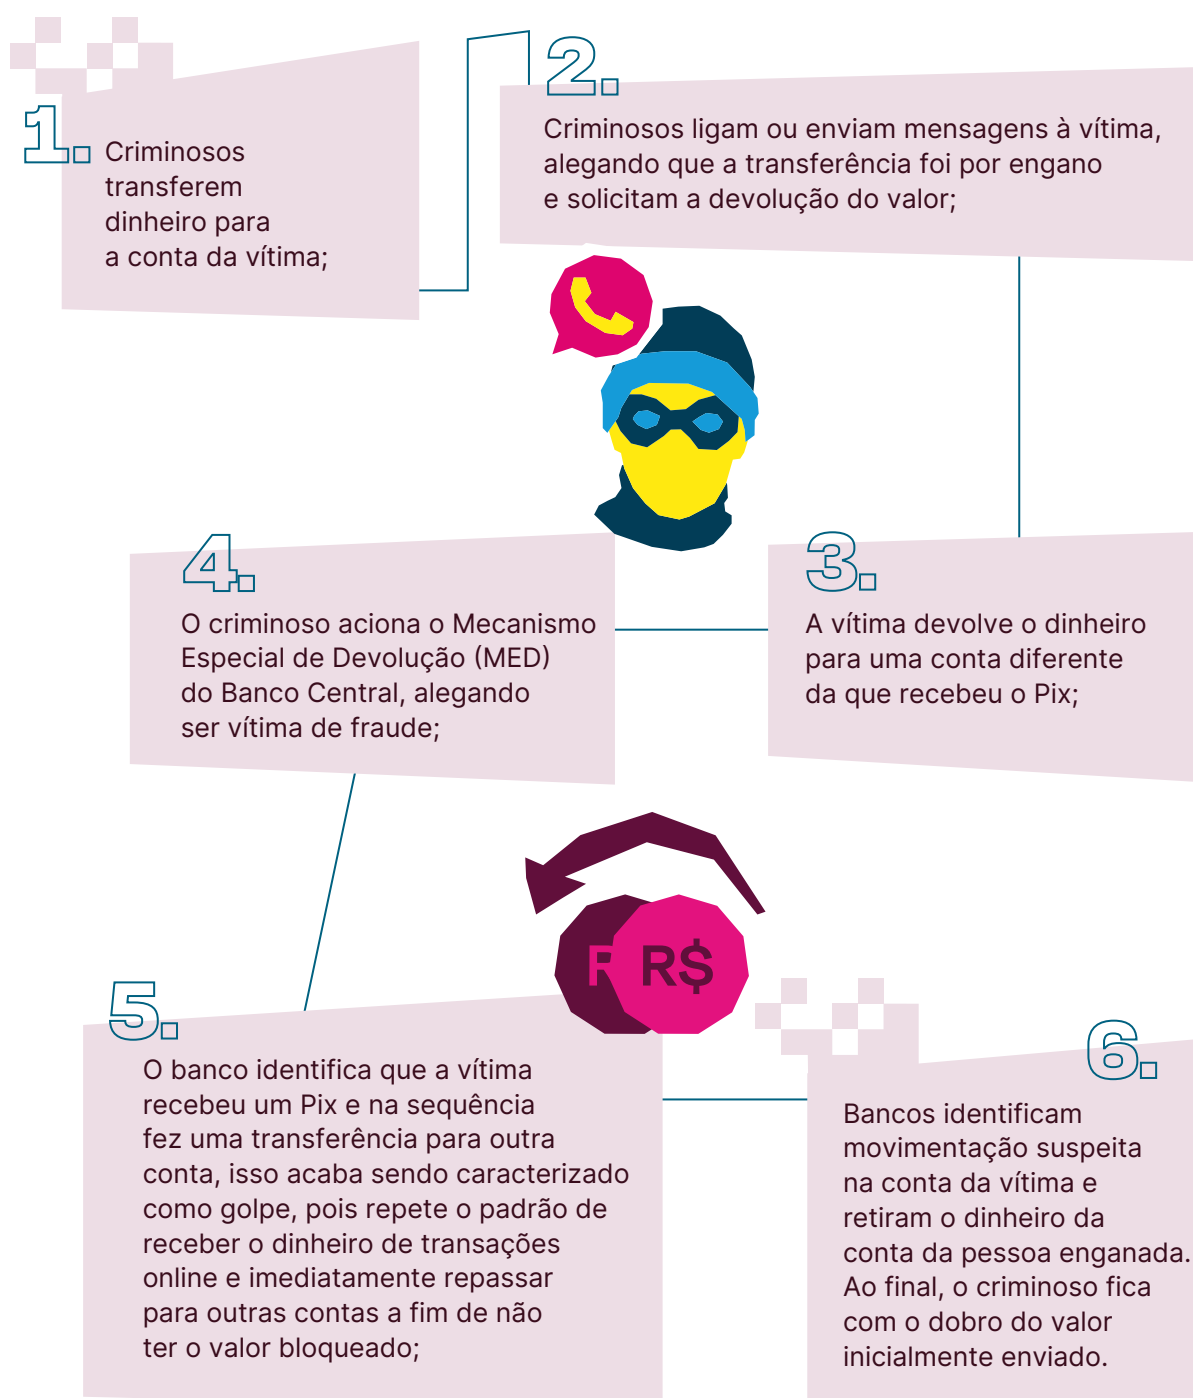 1.
Criminosos
transferem
dinheiro para
a conta da vítima;
2.
Criminosos ligam ou enviam mensagens à vítima,
alegando que a transferência foi por engano
e solicitam a devolução do valor;
3.
A vítima devolve o dinheiro
para uma conta diferente
da que recebeu o Pix;
4.
O criminoso aciona o Mecanismo
Especial de Devolução (MED)
do Banco Central, alegando
ser vítima de fraude;
R R$
5.
O banco identifica que a vítima
recebeu um Pix e na sequência
fez uma transferência para outra
conta, isso acaba sendo caracterizado
como golpe, pois repete o padrão de
receber o dinheiro de transações
online e imediatamente repassar
para outras contas a fim de não
ter o valor bloqueado;
6.
Bancos identificam
movimentação suspeita
na conta da vítima e
retiram o dinheiro da
conta da pessoa enganada.
Ao final, o criminoso fica
com o dobro do valor
inicialmente enviado.